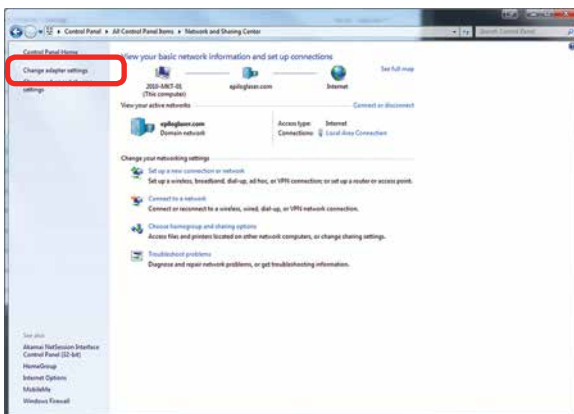 Control Panel ▸ All Control Panel Items ▸ Network and Sharing Center
Search Control Panel
Control Panel Home
Change adapter settings
settings
View your basic network information and set up connections
See full map
2010-MKT-01
(This computer)
epiloglaser.com
Internet
View your active networks
Connect or disconnect
epiloglaser.com
Domain network
Access type: Internet
Connections: Local Area Connection
Change your networking settings
Set up a new connection or network
Set up a wireless, broadband, dial-up, ad hoc, or VPN connection; or set up a router or access point.
Connect to a network
Connect or reconnect to a wireless, wired, dial-up, or VPN network connection.
Choose homegroup and sharing options
Access files and printers located on other network computers, or change sharing settings.
Troubleshoot problems
Diagnose and repair network problems, or get troubleshooting information.
See also
Akamai NetSession Interface
Control Panel (32-bit)
HomeGroup
Internet Options
MobileMe
Windows Firewall